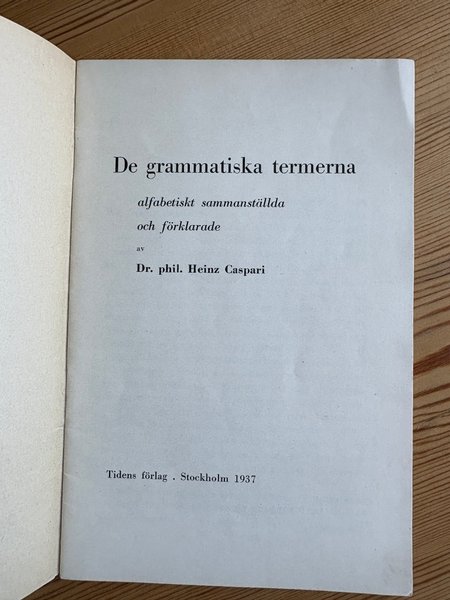 De grammatiska termerna
alfabetiskt sammanställda
och förklarade
av
Dr. phil. Heinz Caspari
Tidens förlag . Stockholm 1937